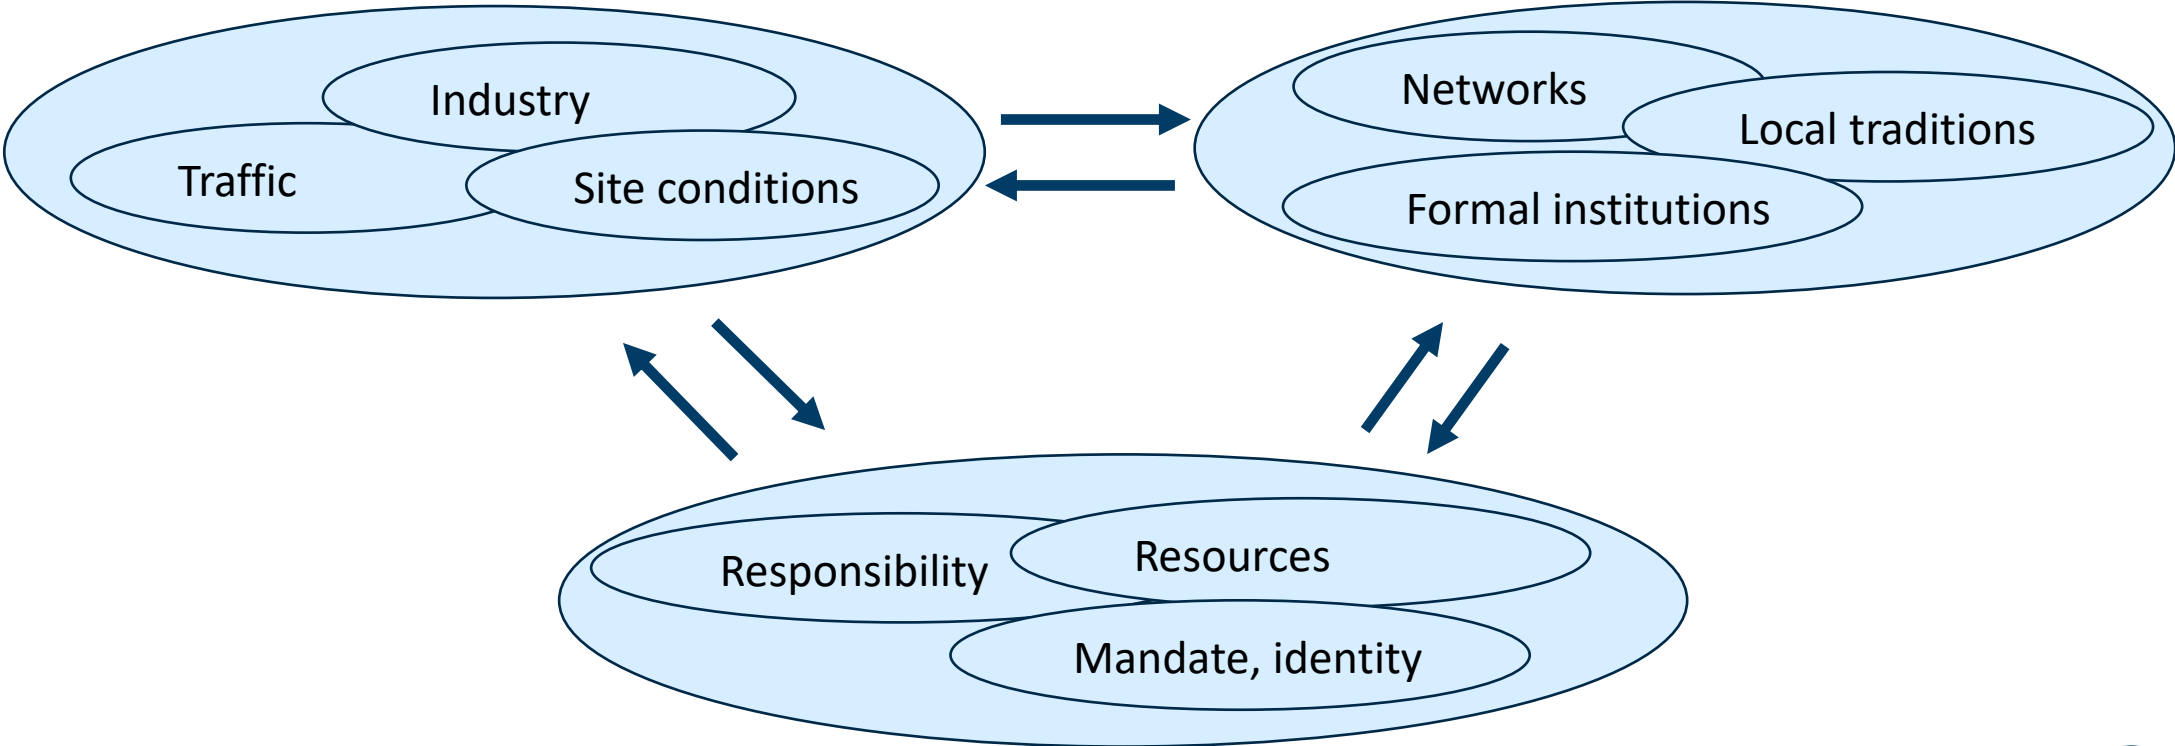 Industry
Traffic
Site conditions
Networks
Local traditions
Formal institutions
Responsibility
Resources
Mandate, identity